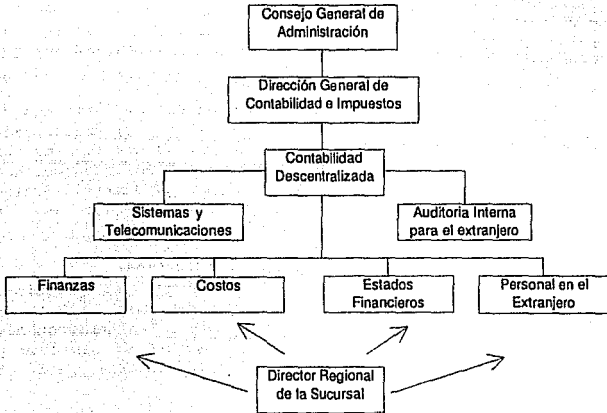 Consejo General de
Administración
Dirección General de
Contabilidad e Impuestos
Contabilidad
Descentralizada
Sistemas y
Telecomunicaciones
Auditoria Interna
para el extranjero
Finanzas
Costos
Estados
Financieros
Personal en el
Extranjero
Director Regional
de la Sucursal